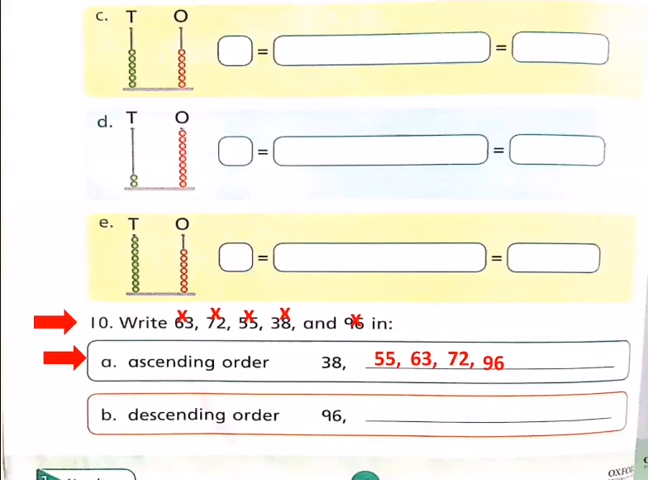 c. T O
= =
d. T O
= =
e. T O
= =
10. Write 63, 72, 55, 38, and 96 in:
a. ascending order 38, 55, 63, 72, 96
b. descending order 96,